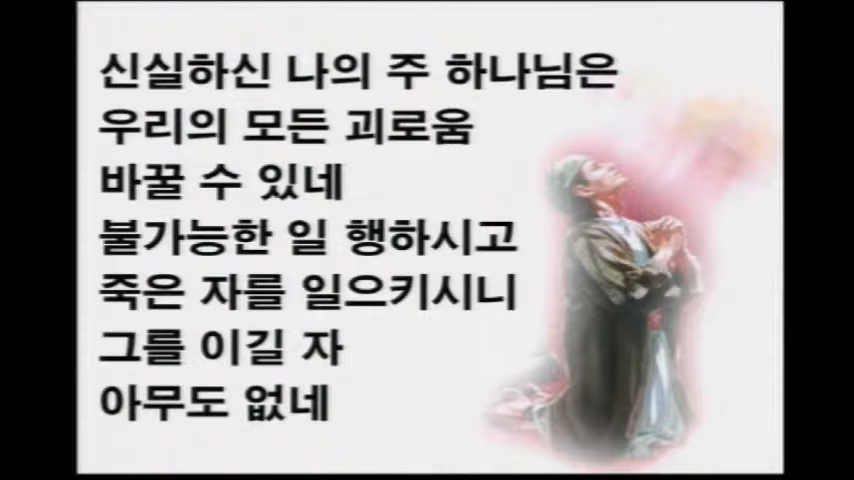 신실하신 나의 주 하나님은
우리의 모든 괴로움
바꿀 수 있네
불가능한 일 행하시고
죽은 자를 일으키시니
그를 이길 자
아무도 없네